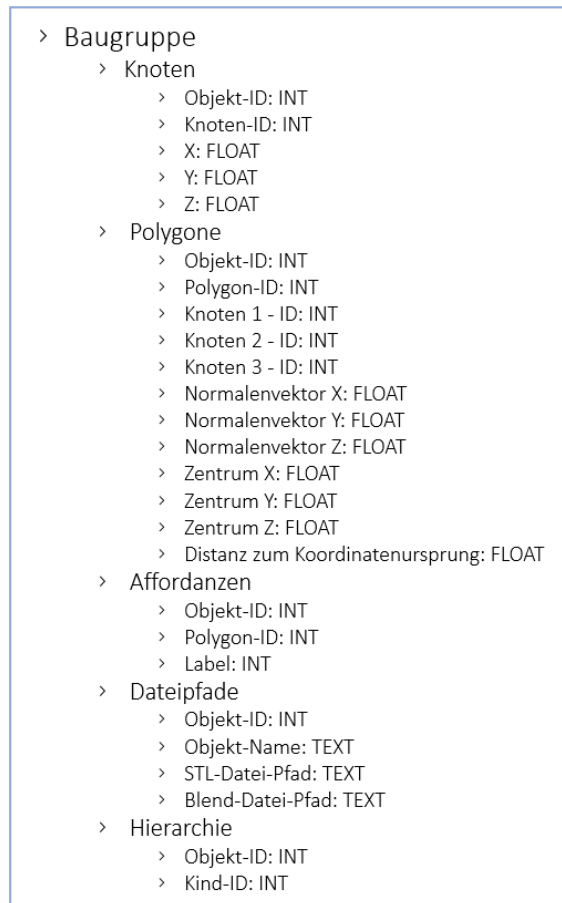 > Baugruppe
> Knoten
> Objekt-ID: INT
> Knoten-ID: INT
> X: FLOAT
> Y: FLOAT
> Z: FLOAT
> Polygone
> Objekt-ID: INT
> Polygon-ID: INT
> Knoten 1 - ID: INT
> Knoten 2 - ID: INT
> Knoten 3 - ID: INT
> Normalenvektor X: FLOAT
> Normalenvektor Y: FLOAT
> Normalenvektor Z: FLOAT
> Zentrum X: FLOAT
> Zentrum Y: FLOAT
> Zentrum Z: FLOAT
> Distanz zum Koordinatenursprung: FLOAT
> Affordanzen
> Objekt-ID: INT
> Polygon-ID: INT
> Label: INT
> Dateipfade
> Objekt-ID: INT
> Objekt-Name: TEXT
> STL-Datei-Pfad: TEXT
> Blend-Datei-Pfad: TEXT
> Hierarchie
> Objekt-ID: INT
> Kind-ID: INT